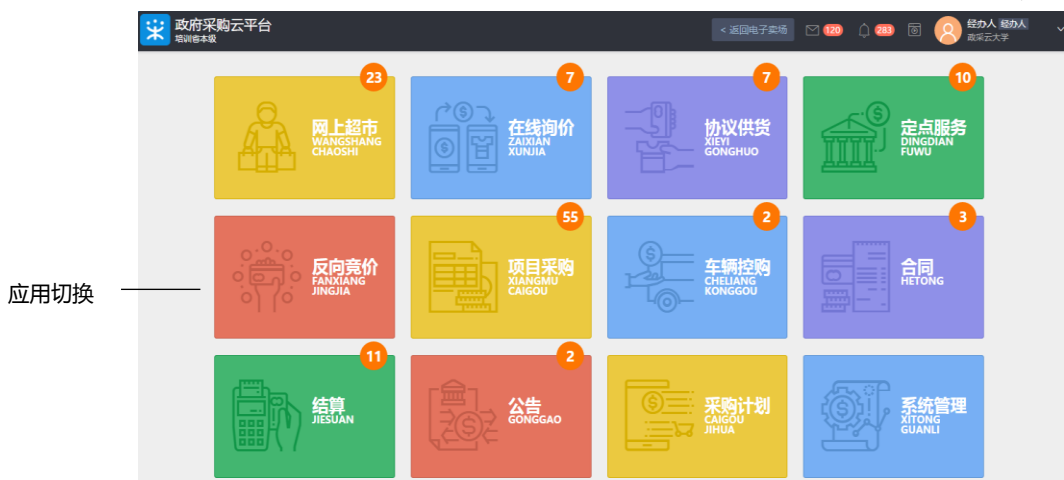 政府采购云平台
培训省本级
< 返回电子卖场
120
283
经办人 经办人
政采云大学
23
网上超市
WANGSHANG
CHAOSHI
7
在线询价
ZAIXIAN
XUNJIA
7
协议供货
XIEYI
GONGHUO
10
定点服务
DINGDIAN
FUWU
应用切换
反向竞价
FANXIANG
JINGJIA
55
项目采购
XIANGMU
CAIGOU
2
车辆控购
CHELIANG
KONGGOU
3
合同
HETONG
11
结算
JIESUAN
2
公告
GONGGAO
采购计划
CAIGOU
JIHUA
系统管理
XITONG
GUANLI